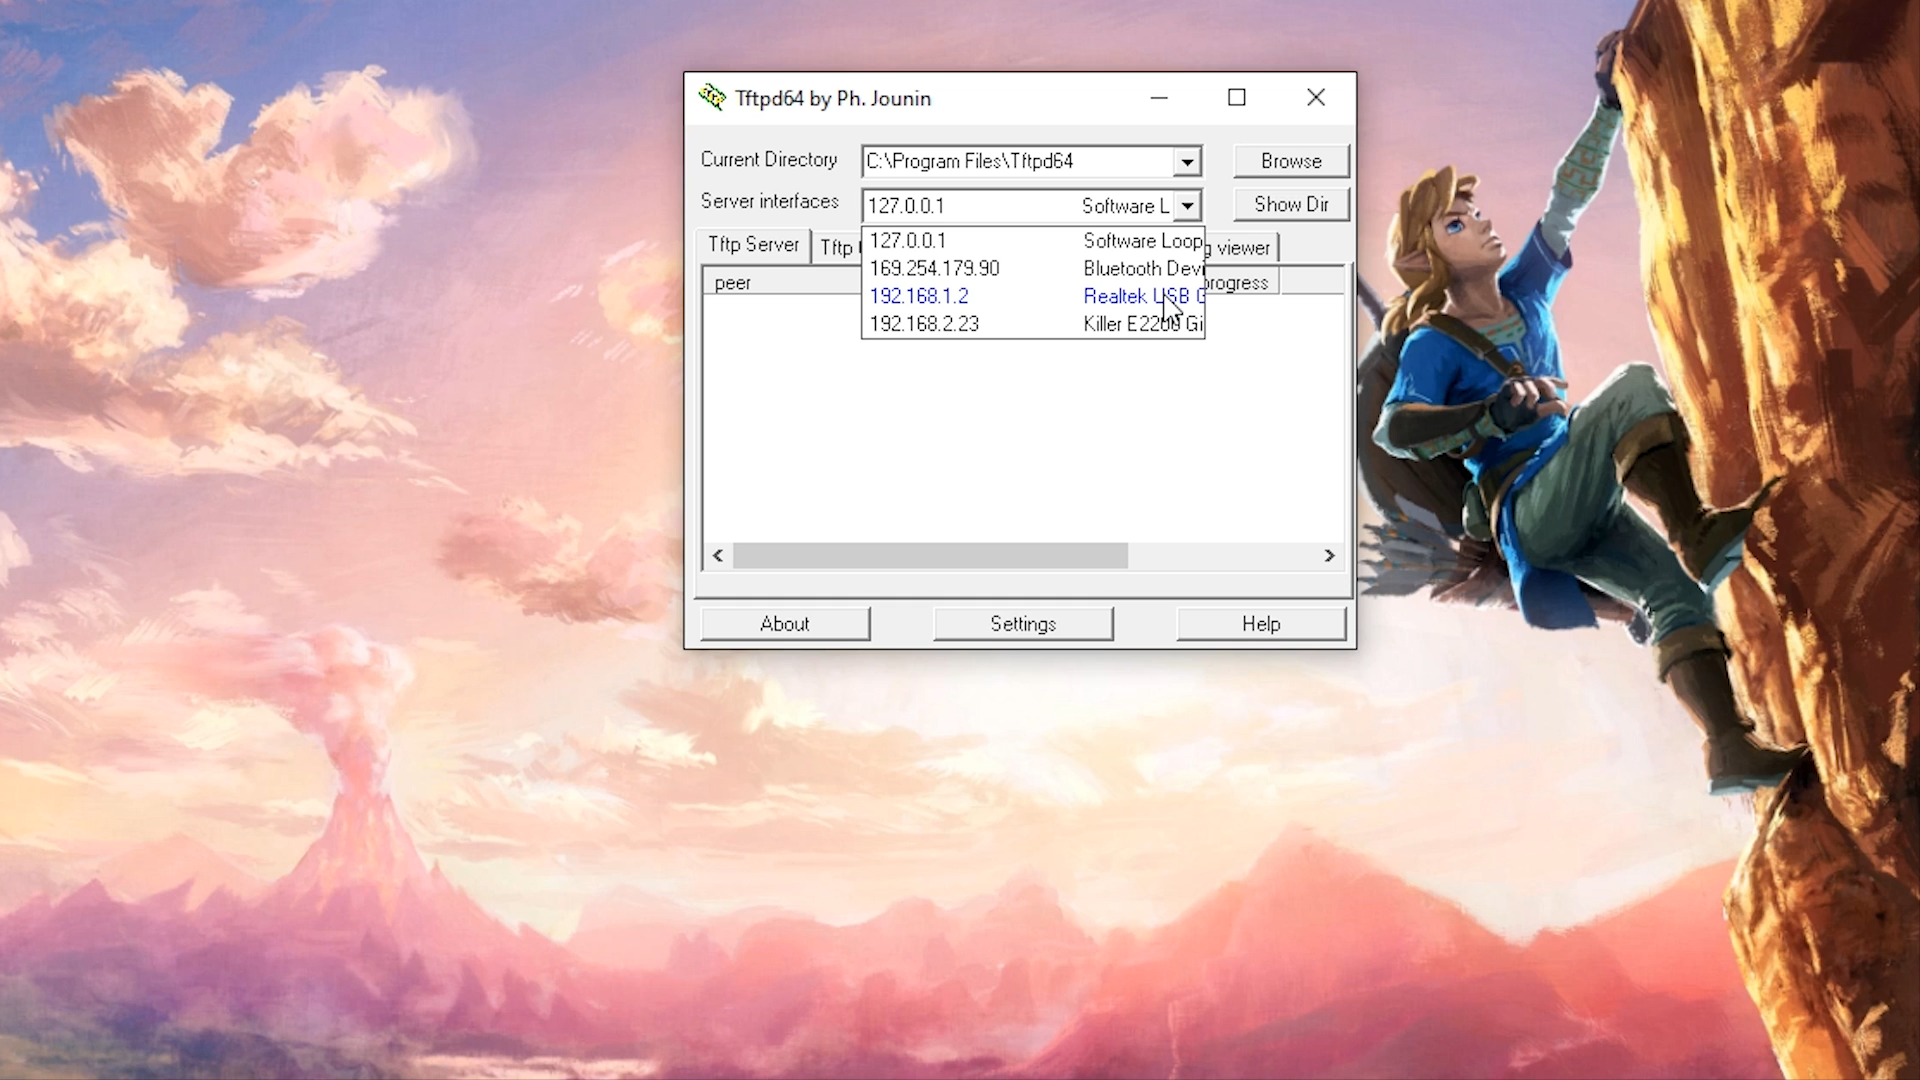 Tftpd64 by Ph. Jounin
Current Directory C:\Program Files\Tftpd64 Browse
Server interfaces 127.0.0.1 Software L Show Dir
Tftp Server Tftp g viewer
127.0.0.1 Software Loop
169.254.179.90 Bluetooth Devi
peer progress
192.168.1.2 Realtek USB G
192.168.2.23 Killer E2200 Gi
About Settings Help